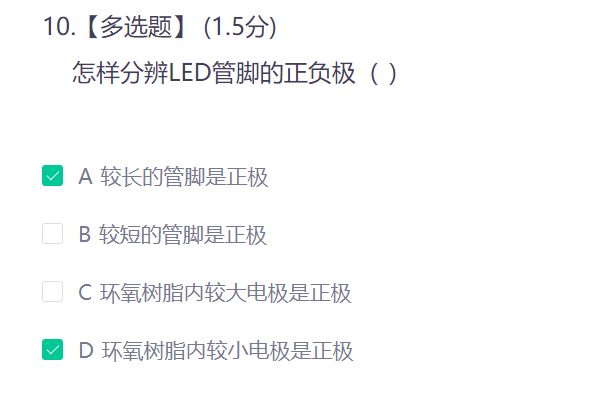 10.【多选题】 (1.5分)
怎样分辨LED管脚的正负极（ ）
A 较长的管脚是正极
B 较短的管脚是正极
C 环氧树脂内较大电极是正极
D 环氧树脂内较小电极是正极